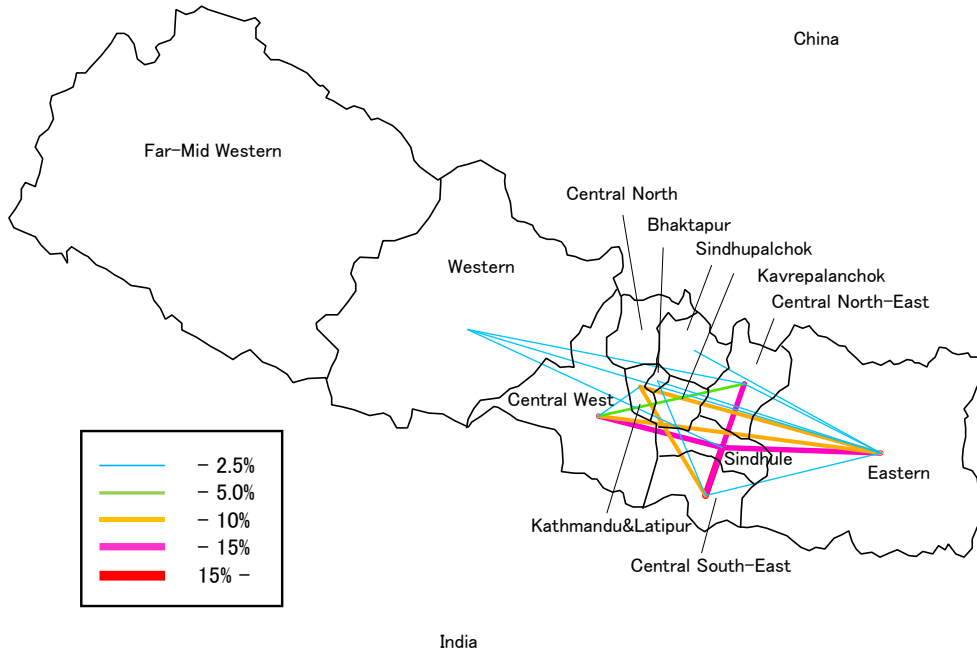 China
Far-Mid Western
Central North
Bhaktapur
Sindhupalchok
Western
Kavrepalanchok
Central North-East
Central West
Sindhule
Eastern
Kathmandu&Latipur
Central South-East
- 2.5%
- 5.0%
- 10%
- 15%
15% -
India